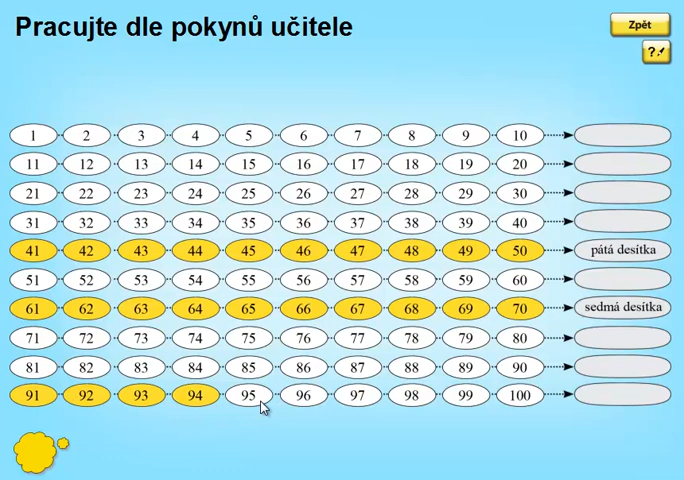 Pracujte dle pokynů učitele
Zpět
?
1 2 3 4 5 6 7 8 9 10
11 12 13 14 15 16 17 18 19 20
21 22 23 24 25 26 27 28 29 30
31 32 33 34 35 36 37 38 39 40
41 42 43 44 45 46 47 48 49 50 pátá desítka
51 52 53 54 55 56 57 58 59 60
61 62 63 64 65 66 67 68 69 70 sedmá desítka
71 72 73 74 75 76 77 78 79 80
81 82 83 84 85 86 87 88 89 90
91 92 93 94 95 96 97 98 99 100